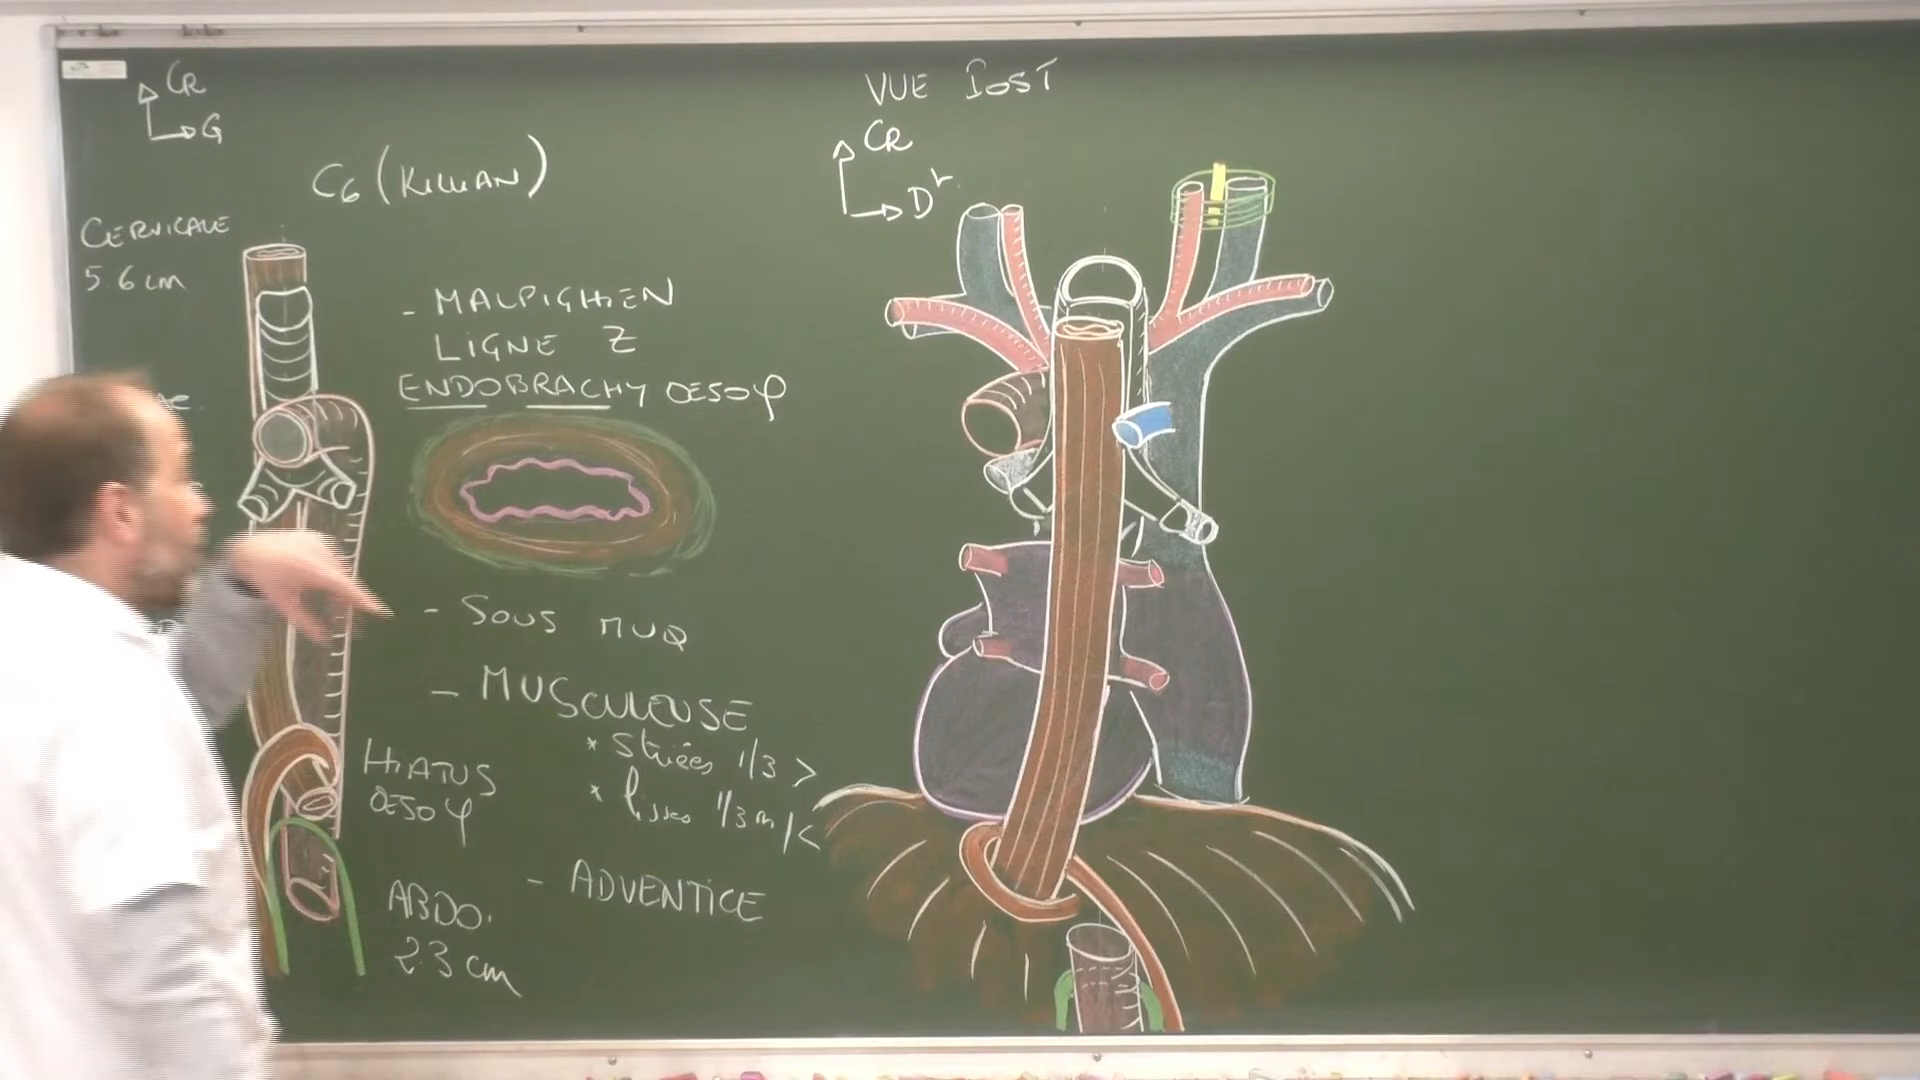 CR
G
C6 (KILLIAN)
CERVICALE
5.6 cm
- MALPIGHIEN
LIGNE Z
ENDOBRACHY OESOφ
- SOUS MUQ
- MUSCULEUSE
* Striées 1/3 >
* lisses 1/3 m/<
- ADVENTICE
HIATUS
OESOφ
ABDO.
2.3 cm
VUE POST
CR
Dr.